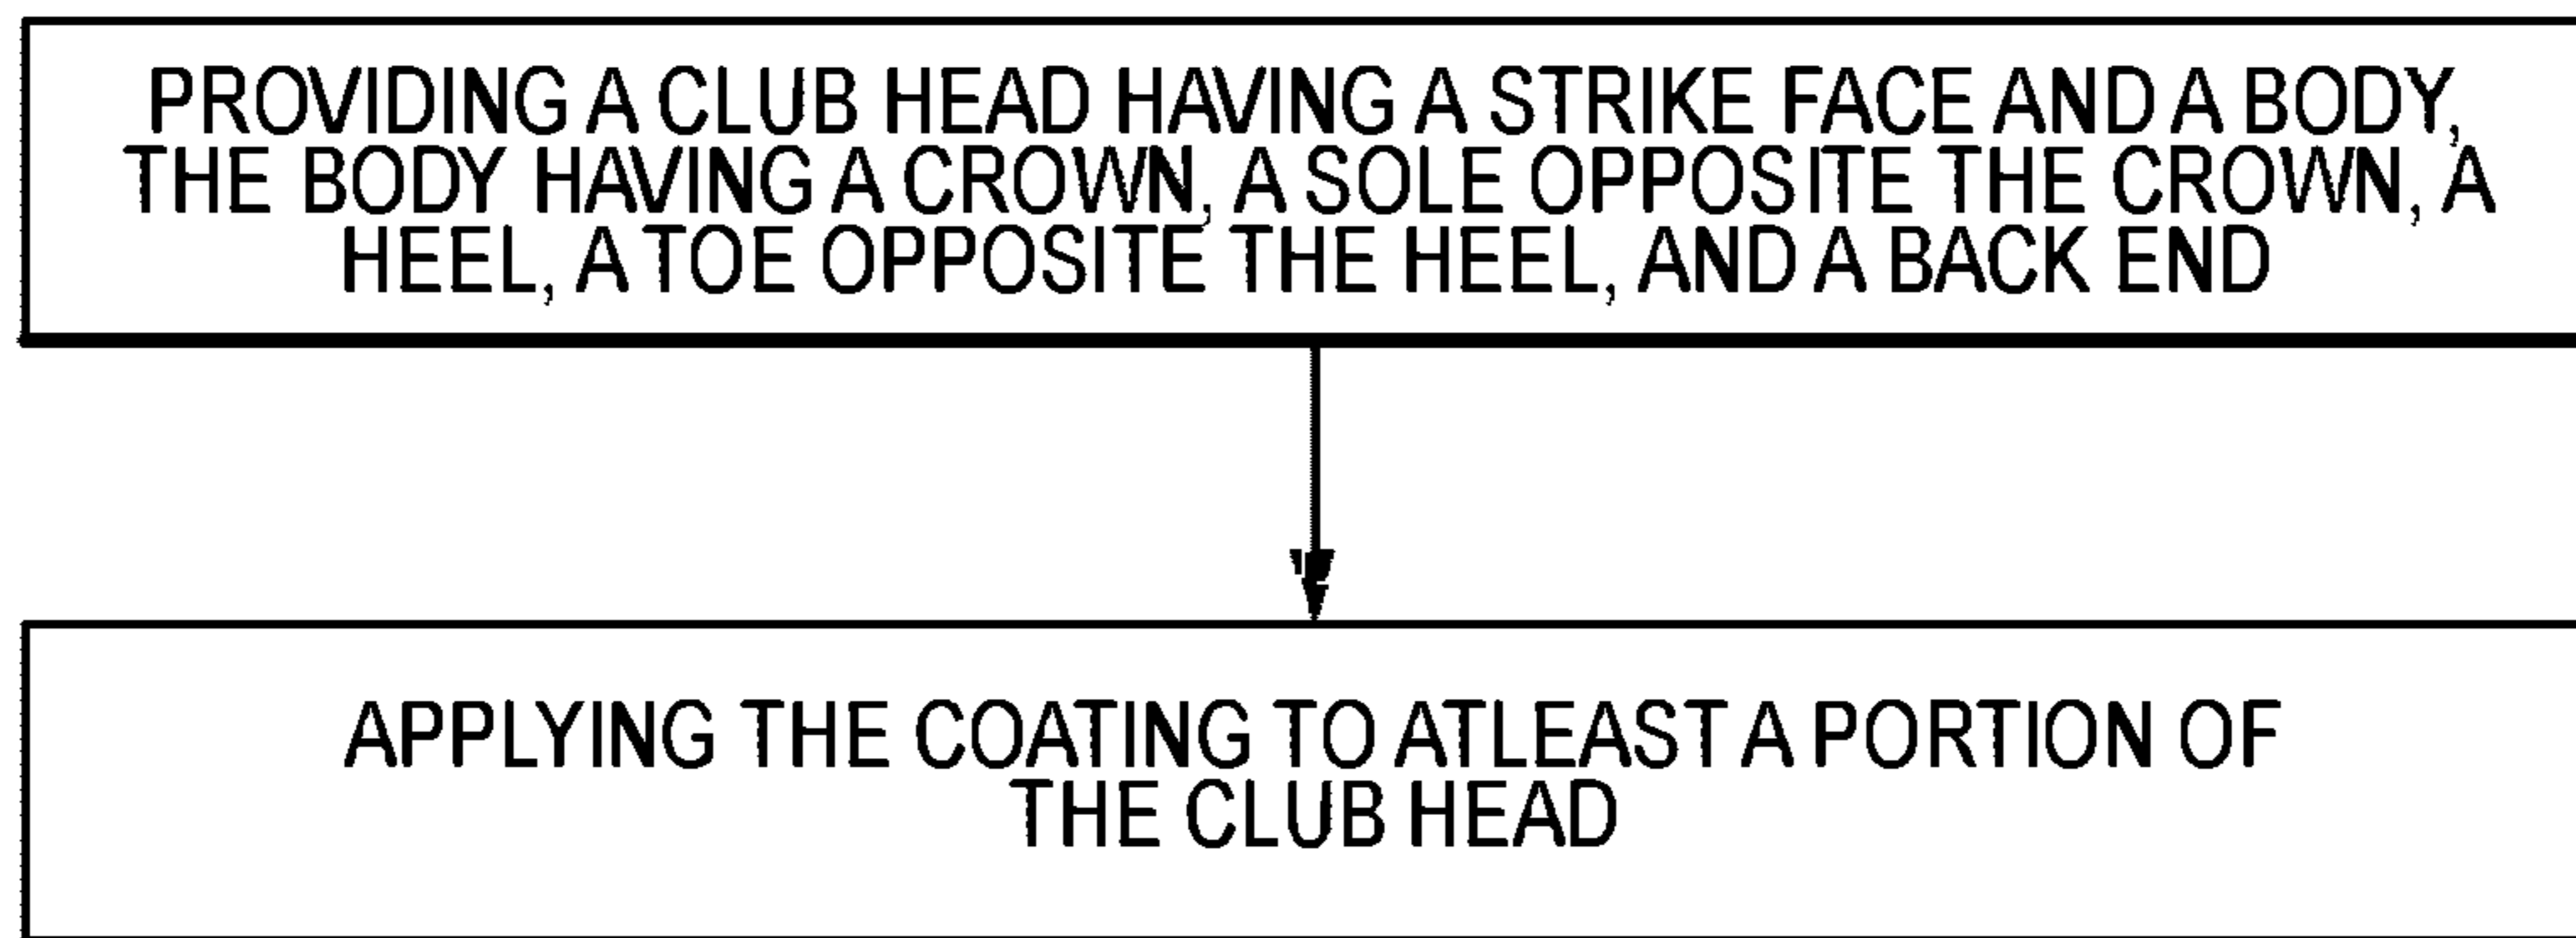 PROVIDING A CLUB HEAD HAVING A STRIKE FACE AND A BODY,
THE BODY HAVING A CROWN, A SOLE OPPOSITE THE CROWN, A
HEEL, A TOE OPPOSITE THE HEEL, AND A BACK END
APPLYING THE COATING TO ATLEAST A PORTION OF
THE CLUB HEAD